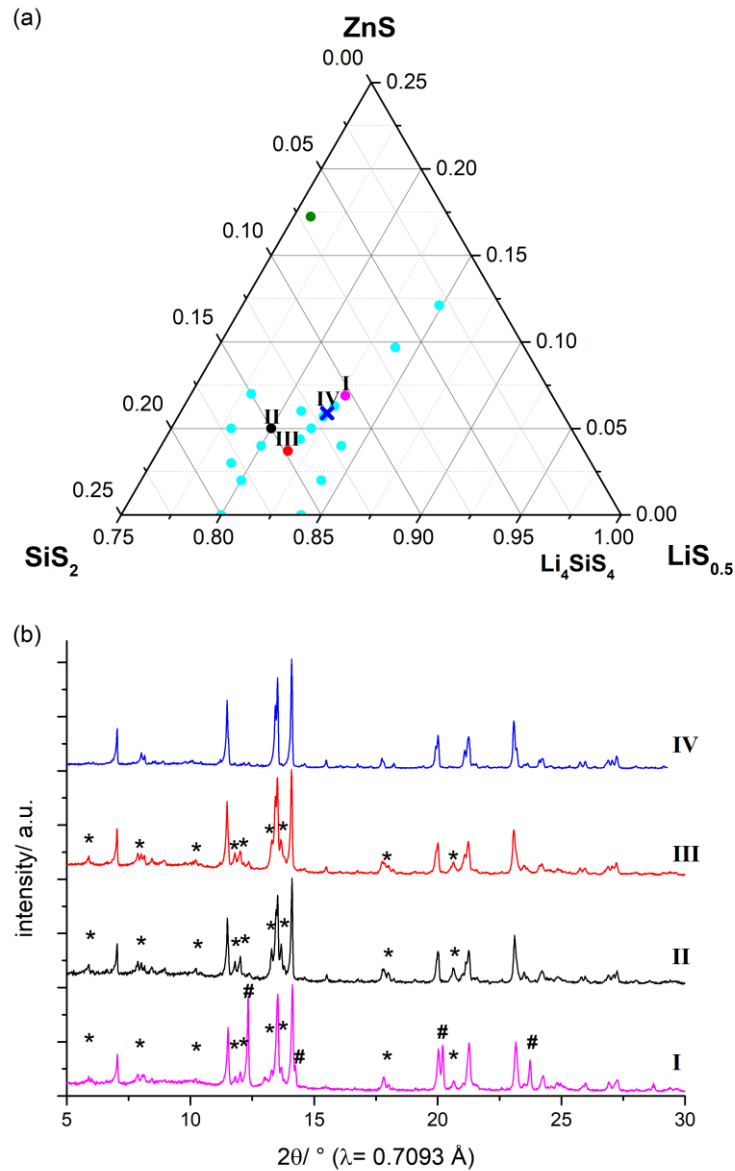 (a)
ZnS
0.00
0.25
0.05
0.20
0.10
0.15
0.15
0.10
I
IV
0.20
II
III
0.05
0.25
0.00
0.75
0.80
0.85
0.90
0.95
1.00
SiS2
Li4SiS4
LiS0.5
(b)
IV
* * * * * * * * *
III
* * * * * * * * *
II
* * * * # * * # * # * #
I
intensity/ a.u.
5
10
15
20
25
30
2θ/ ° (λ= 0.7093 Å)